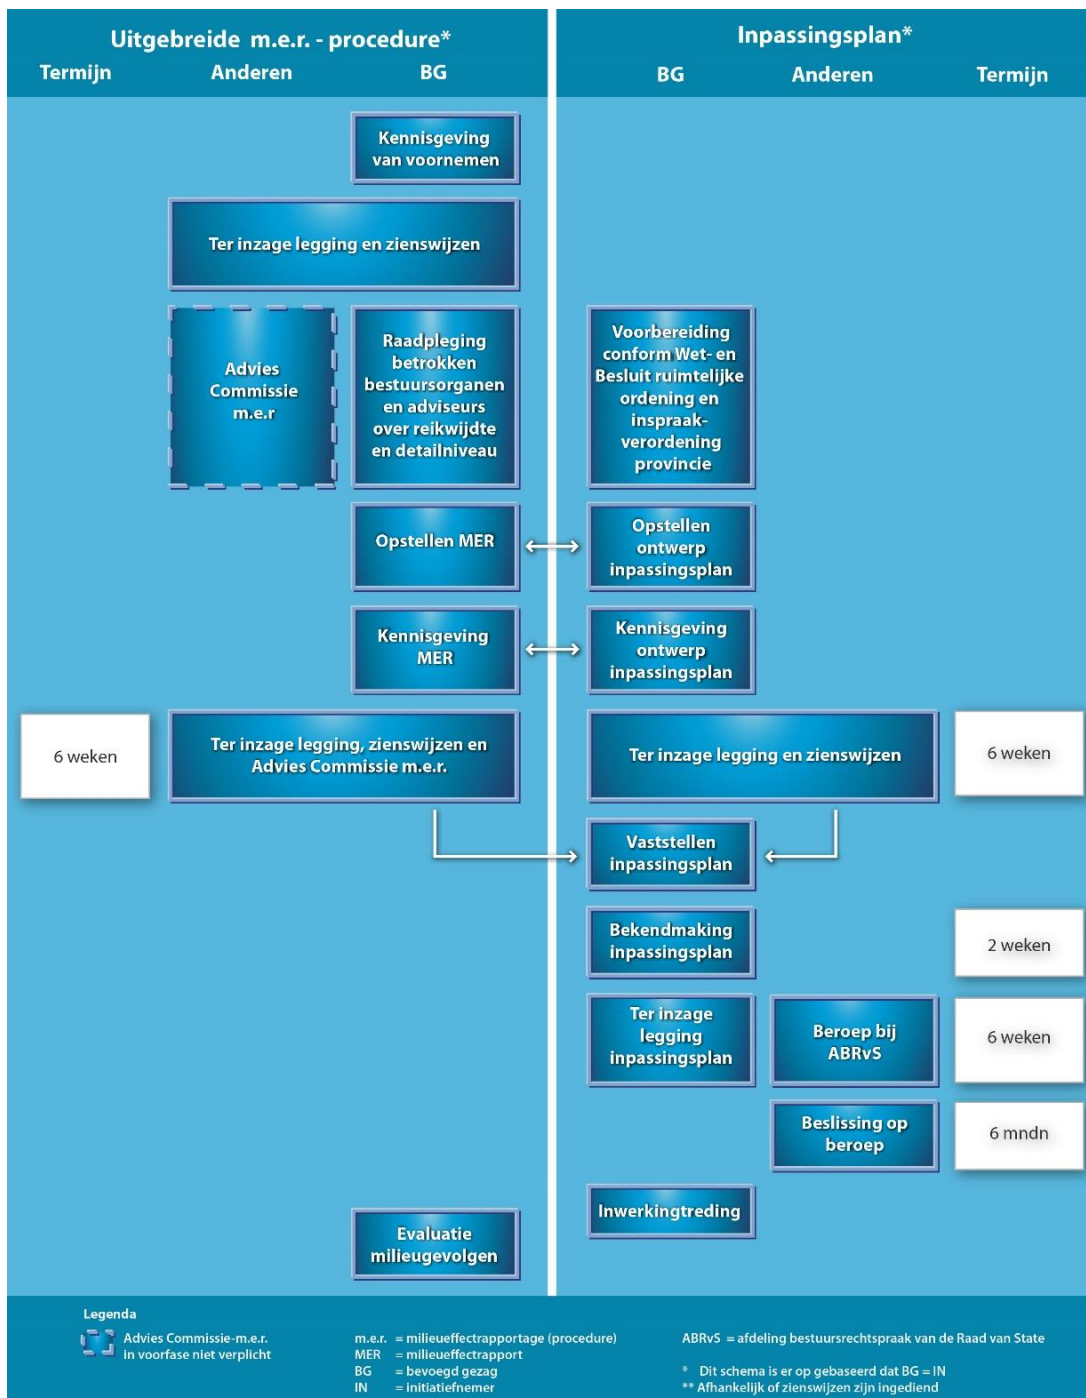 Uitgebreide m.e.r. - procedure*
Termijn
Anderen
BG
Inpassingsplan*
BG
Anderen
Termijn
Kennisgeving
van voornemen
Ter inzage legging en zienswijzen
Advies
Commissie
m.e.r
Raadpleging
betrokken
bestuursorganen
en adviseurs
over reikwijdte
en detailniveau
Voorbereiding
conform Wet- en
Besluit ruimtelijke
ordening en
inspraak-
verordening
provincie
Opstellen MER
Opstellen
ontwerp
inpassingsplan
Kennisgeving
MER
Kennisgeving
ontwerp
inpassingsplan
6 weken
Ter inzage legging, zienswijzen en
Advies Commissie m.e.r.
Ter inzage legging en zienswijzen
6 weken
Vaststellen
inpassingsplan
Bekendmaking
inpassingsplan
2 weken
Ter inzage
legging
inpassingsplan
Beroep bij
ABRvS
6 weken
Beslissing op
beroep
6 mndn
Inwerkingtreding
Evaluatie
milieugevolgen
Legenda
Advies Commissie-m.e.r.
in voorfase niet verplicht
m.e.r. = milieueffectrapportage (procedure)
MER = milieueffectrapport
BG = bevoegd gezag
IN = initiatiefnemer
ABRvS = afdeling bestuursrechtspraak van de Raad van State
* Dit schema is er op gebaseerd dat BG = IN
** Afhankelijk of zienswijzen zijn ingediend